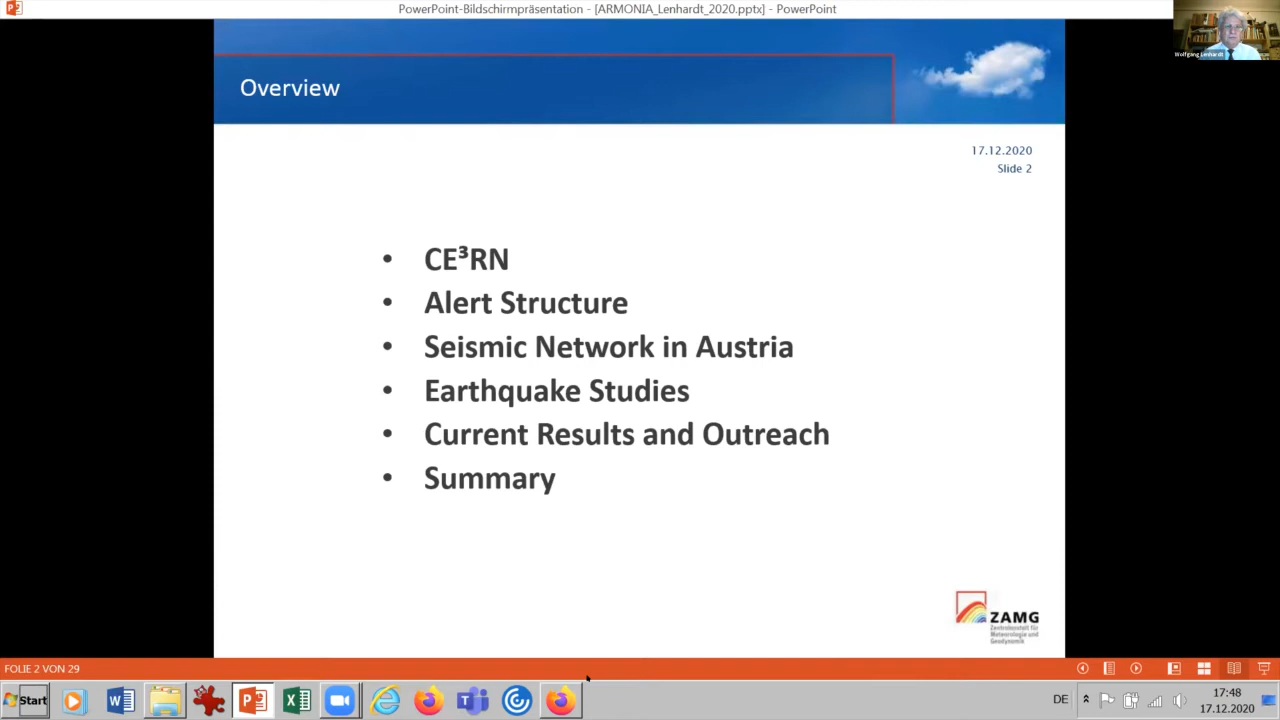 PowerPoint-Bildschirmpräsentation - [ARMONIA_Lenhardt_2020.pptx] - PowerPoint
Wolfgang Lenhardt
Overview
17.12.2020
Slide 2
• CE³RN
• Alert Structure
• Seismic Network in Austria
• Earthquake Studies
• Current Results and Outreach
• Summary
ZAMG
Zentralanstalt für
Meteorologie und
Geodynamik
FOLIE 2 VON 29
Start
DE
17:48
17.12.2020